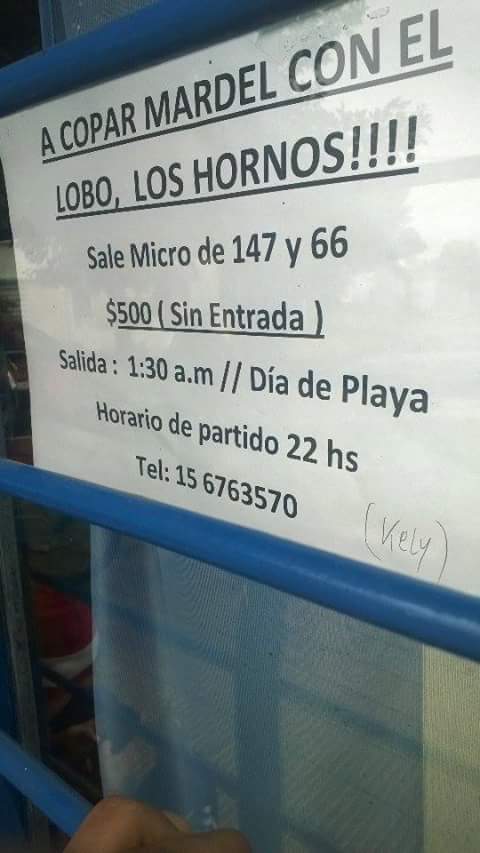 A COPAR MARDEL CON EL
LOBO, LOS HORNOS!!!!
Sale Micro de 147 y 66
$500 ( Sin Entrada )
Salida : 1:30 a.m // Día de Playa
Horario de partido 22 hs
Tel: 15 6763570
(Kely)